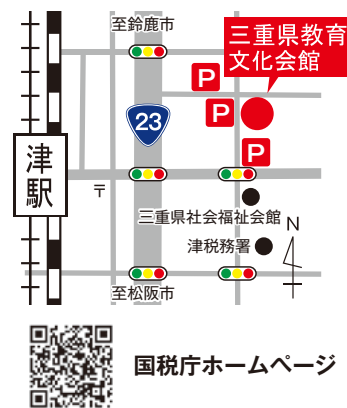 至鈴鹿市
三重県教育
文化会館
P
P
23
P
津
駅
〒
三重県社会福祉会館
N
津税務署
至松阪市
国税庁ホームページ